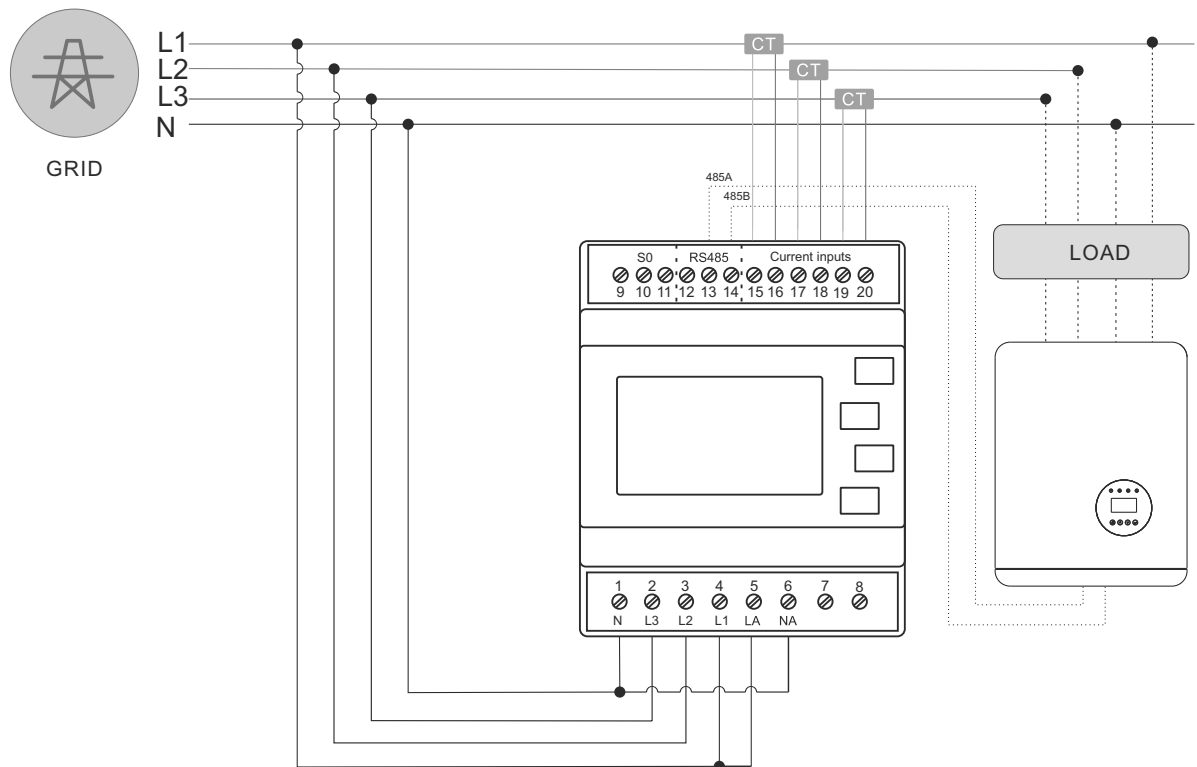 L1
L2
L3
N
GRID
CT
CT
CT
485A
485B
S0 RS485 Current inputs
9 10 11 12 13 14 15 16 17 18 19 20
LOAD
1 2 3 4 5 6 7 8
N L3 L2 L1 LA NA